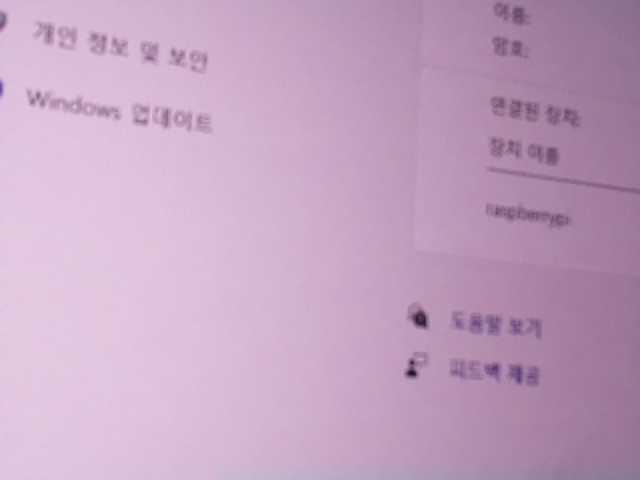 개인 정보 및 보안
Windows 업데이트
이름:
암호:
연결된 장치:
장치 이름
raspberrypi
도움말 보기
피드백 제공